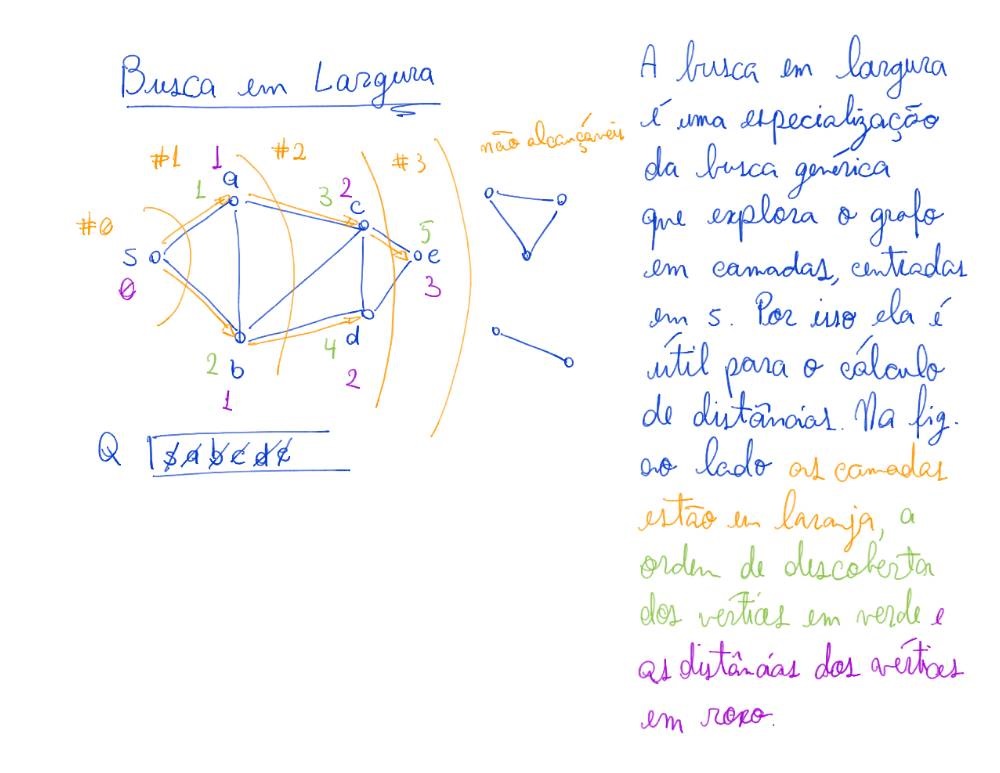 Busca em Largura
#1 1 #2 não alcançáveis
a #3
1 3 2
c
#0 5
s e
0 3
d
2 b 4
1 2
Q s a b c d e
A busca em largura
é uma especialização
da busca genérica
que explora o grafo
em camadas, centradas
em s. Por isso ela é
útil para o cálculo
de distâncias. Na fig.
ao lado as camadas
estão em laranja, a
ordem de descoberta
dos vértices em verde e
as distâncias dos vértices
em roxo.